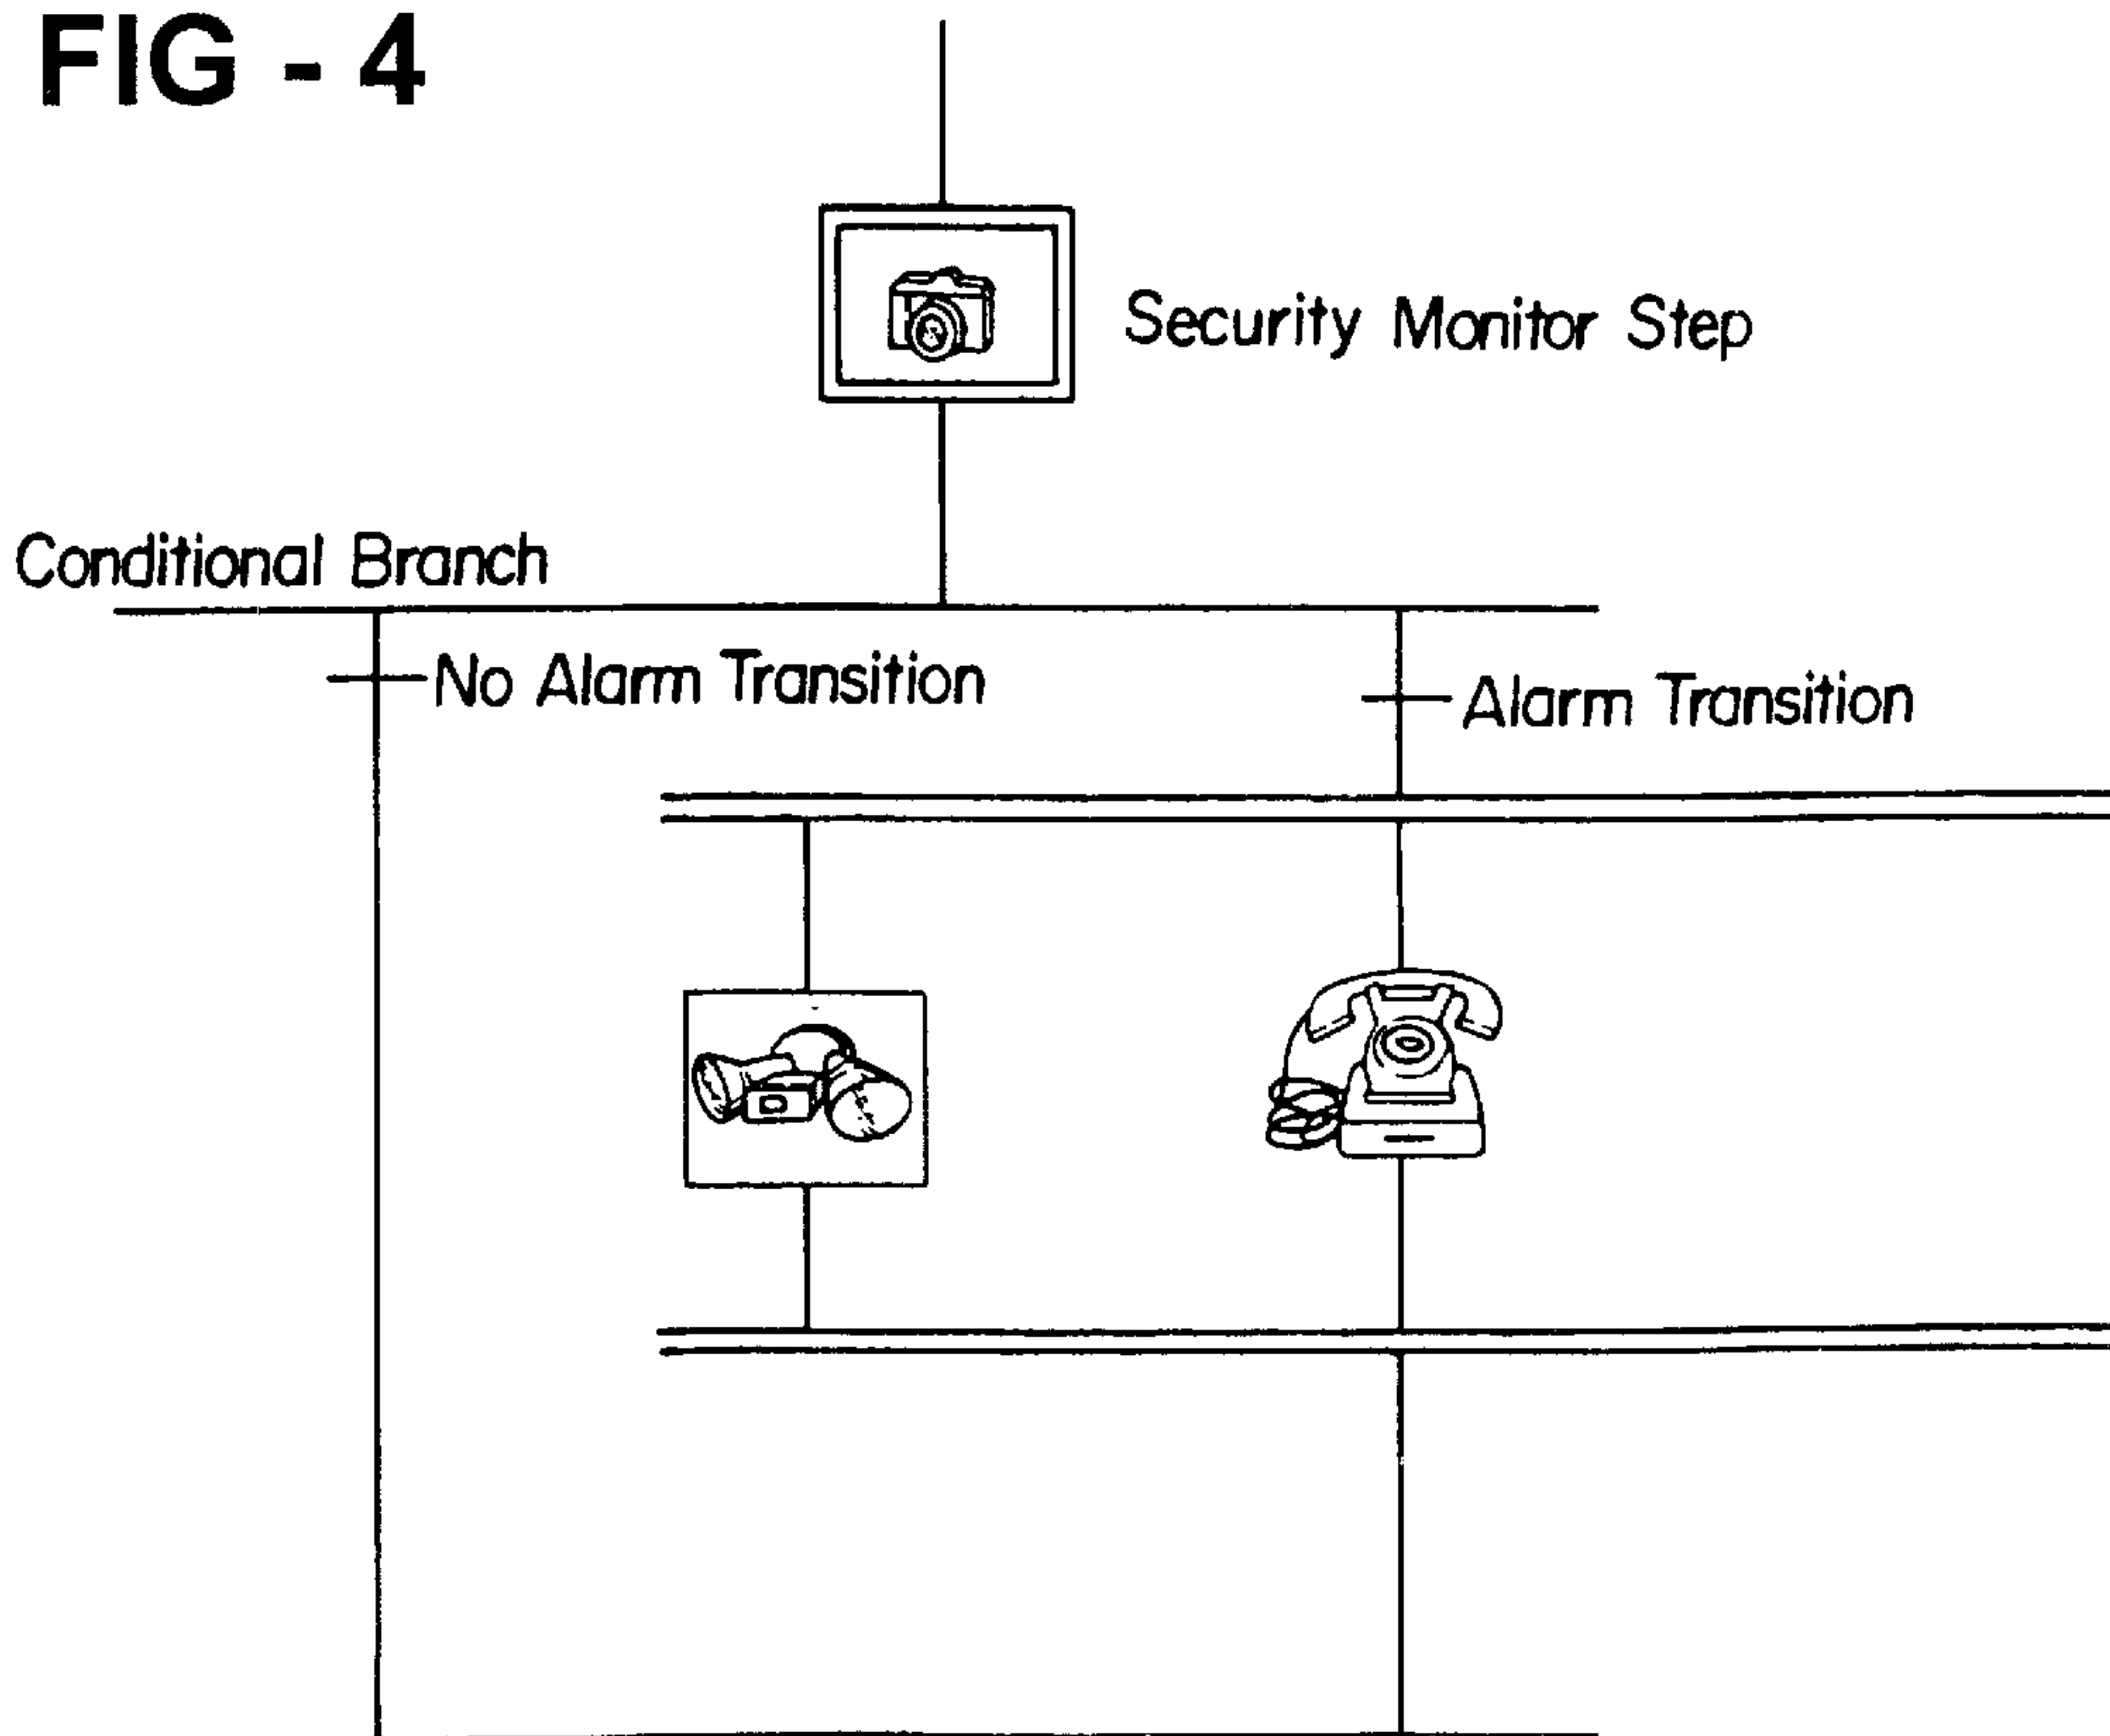 FIG - 4
Security Monitor Step
Conditional Branch
No Alarm Transition
Alarm Transition